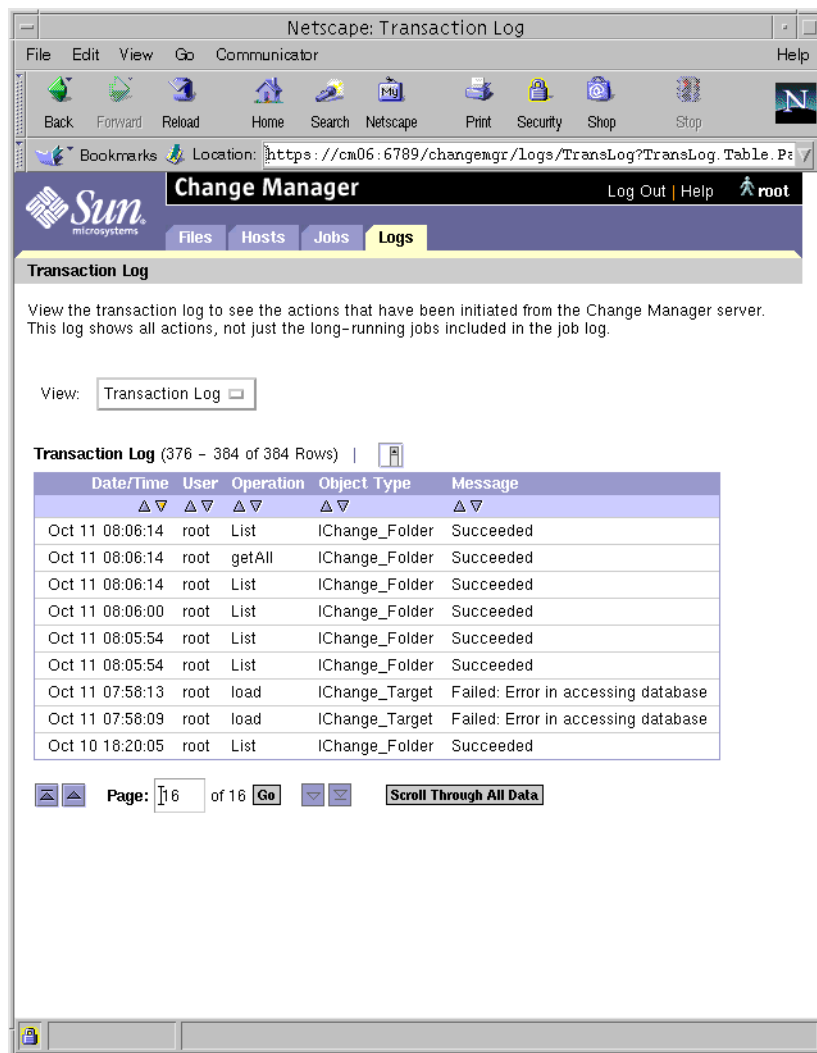 Netscape: Transaction Log
File Edit View Go Communicator Help
Back Forward Reload Home Search Netscape Print Security Shop Stop
My
N
Bookmarks Location: https://cm06:6789/changemgr/logs/TransLog?TransLog.Table.Pa
Sun
microsystems
Change Manager
Log Out | Help root
Files Hosts Jobs Logs
Transaction Log
View the transaction log to see the actions that have been initiated from the Change Manager server.
This log shows all actions, not just the long-running jobs included in the job log.
View: Transaction Log
Transaction Log (376 - 384 of 384 Rows) |
Date/Time User Operation Object Type Message
Oct 11 08:06:14 root List IChange_Folder Succeeded
Oct 11 08:06:14 root getAll IChange_Folder Succeeded
Oct 11 08:06:14 root List IChange_Folder Succeeded
Oct 11 08:06:00 root List IChange_Folder Succeeded
Oct 11 08:05:54 root List IChange_Folder Succeeded
Oct 11 08:05:54 root List IChange_Folder Succeeded
Oct 11 07:58:13 root load IChange_Target Failed: Error in accessing database
Oct 11 07:58:09 root load IChange_Target Failed: Error in accessing database
Oct 10 18:20:05 root List IChange_Folder Succeeded
Page: 16 of 16 Go Scroll Through All Data